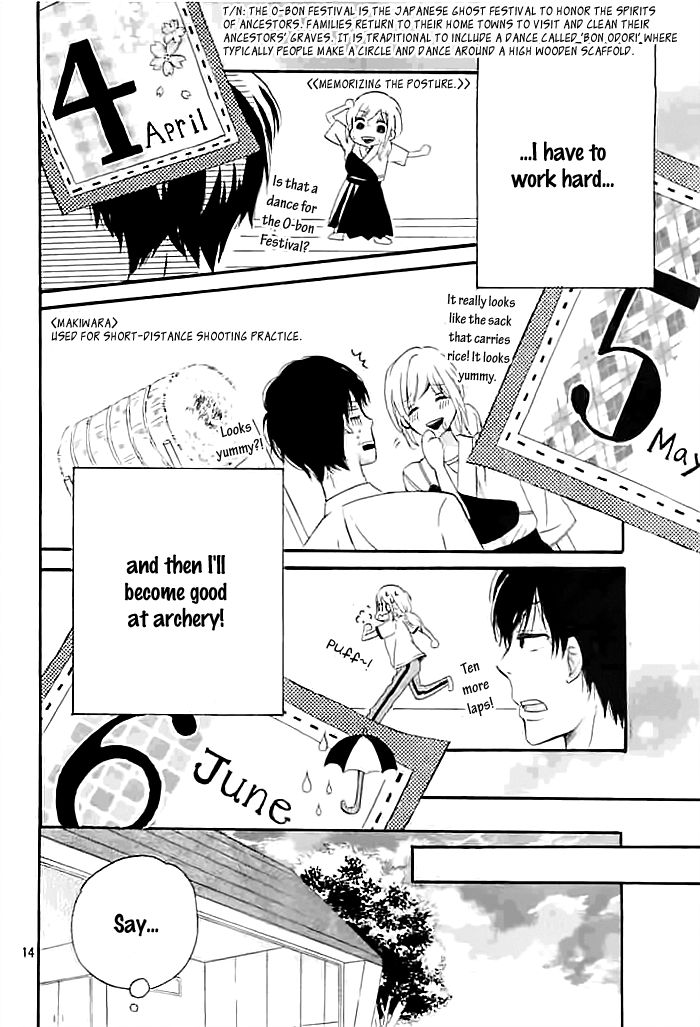 T/N: THE O-BON FESTIVAL IS THE JAPANESE GHOST FESTIVAL TO HONOR THE SPIRITS
OF ANCESTORS. FAMILIES RETURN TO THEIR HOME TOWNS TO VISIT AND CLEAN THEIR
ANCESTORS' GRAVES. IT IS TRADITIONAL TO INCLUDE A DANCE CALLED 'BON ODORI' WHERE
TYPICALLY PEOPLE MAKE A CIRCLE AND DANCE AROUND A HIGH WOODEN SCAFFOLD.
4
April
<<MEMORIZING THE POSTURE.>>
...I have to
work hard...
Is that a
dance for
the O-bon
Festival?
It really looks
like the sack
that carries
rice! It looks
yummy.
5
May
<MAKIWARA>
USED FOR SHORT-DISTANCE SHOOTING PRACTICE.
Looks
yummy?!
and then I'll
become good
at archery!
Puff~!
Ten
more
laps!
6
June
Say...
14